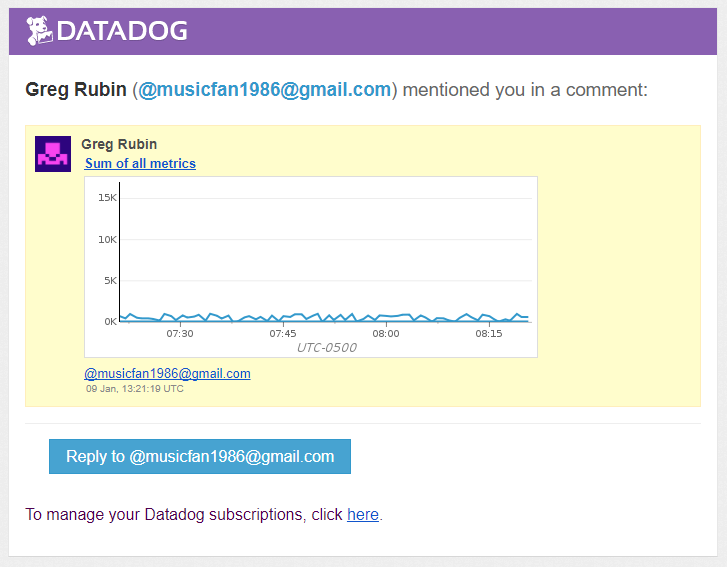 DATADOG
Greg Rubin (@musicfan1986@gmail.com) mentioned you in a comment:
Greg Rubin
Sum of all metrics
15K
10K
5K
0K
07:30 07:45 08:00 08:15
UTC-0500
@musicfan1986@gmail.com
09 Jan, 13:21:19 UTC
Reply to @musicfan1986@gmail.com
To manage your Datadog subscriptions, click here.